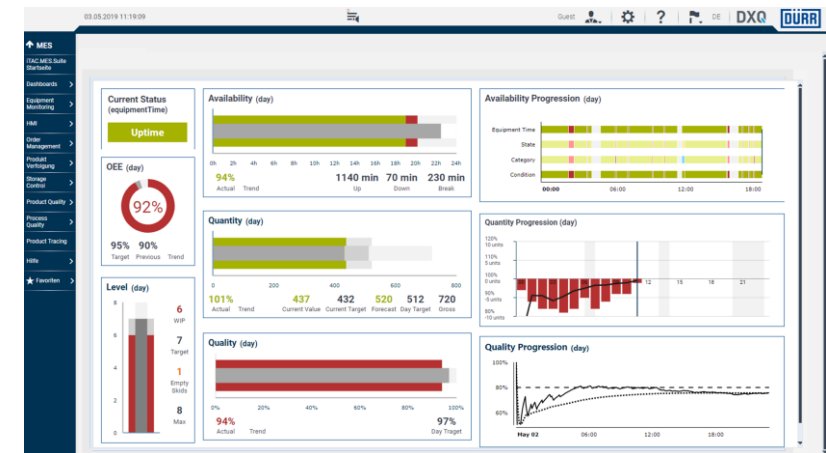 03.05.2019 11:19:09
Guest
?
DE
DXQ
DÜRR
MES
iTAC.MES.Suite
Startseite
Dashboards
Equipment
Monitoring
HMI
Order
Management
Produkt
Verfolgung
Storage
Control
Product Quality
Process
Quality
Product Tracing
Hilfe
Favoriten
Current Status
(equipmentTime)
Uptime
OEE (day)
92%
95% 90%
Target Previous Trend
Level (day)
8
6
4
2
0
6
WIP
7
Target
1
Empty
Skids
8
Max
Availability (day)
0h 2h 4h 6h 8h 10h 12h 14h 16h 18h 20h 22h 24h
94% 1140 min 70 min 230 min
Actual Trend Up Down Break
Quantity (day)
0 200 400 600 800
101% 437 432 520 512 720
Actual Trend Current Value Current Target Forecast Day Target Gross
Quality (day)
0% 20% 40% 60% 80% 100%
94% 97%
Actual Trend Day Traget
Availability Progression (day)
Equipment Time
State
Category
Condition
00:00 06:00 12:00 18:00
Quantity Progression (day)
120%
10 units
110%
5 units
100%
0 units
90%
-5 units
80%
-10 units
12 15 18 21
Quality Progression (day)
100%
80%
60%
May 02 06:00 12:00 18:00